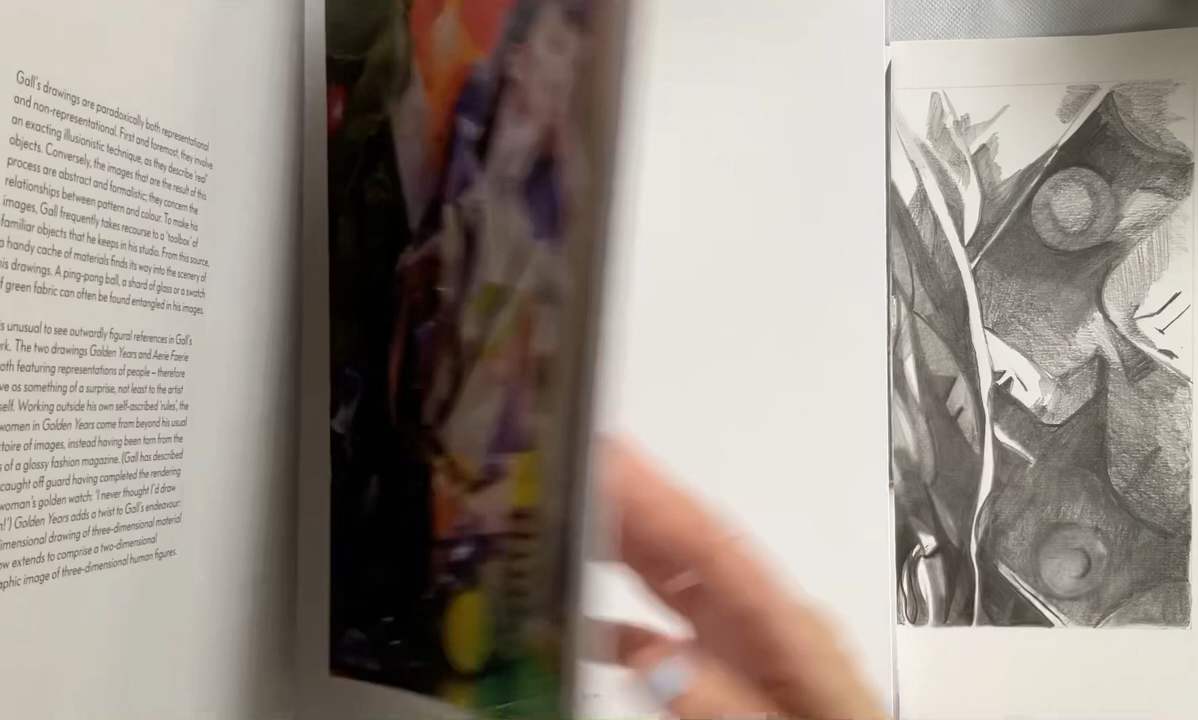 Gall's drawings are paradoxically both representational
and non-representational. First and foremost, they involve
an exacting illusionistic technique, as they describe 'real'
objects. Conversely, the images that are the result of this
process are abstract and formalistic; they concern the
relationships between pattern and colour. To make his
images, Gall frequently takes recourse to a 'toolbox' of
familiar objects that he keeps in his studio. From this source,
a handy cache of materials finds its way into the scenery of
his drawings. A ping-pong ball, a shard of glass or a swatch
f green fabric can often be found entangled in his images.
is unusual to see outwardly figural references in Gall's
rk. The two drawings Golden Years and Aerie Faerie
oth featuring representations of people – therefore
ve as something of a surprise, not least to the artist
self. Working outside his own self-ascribed 'rules', the
women in Golden Years come from beyond his usual
toire of images, instead having been torn from the
s of a glossy fashion magazine. (Gall has described
caught off guard having completed the rendering
woman's golden watch: 'I never thought I'd draw
h!') Golden Years adds a twist to Gall's endeavour:
dimensional drawing of three-dimensional material
ow extends to comprise a two-dimensional
aphic image of three-dimensional human figures.